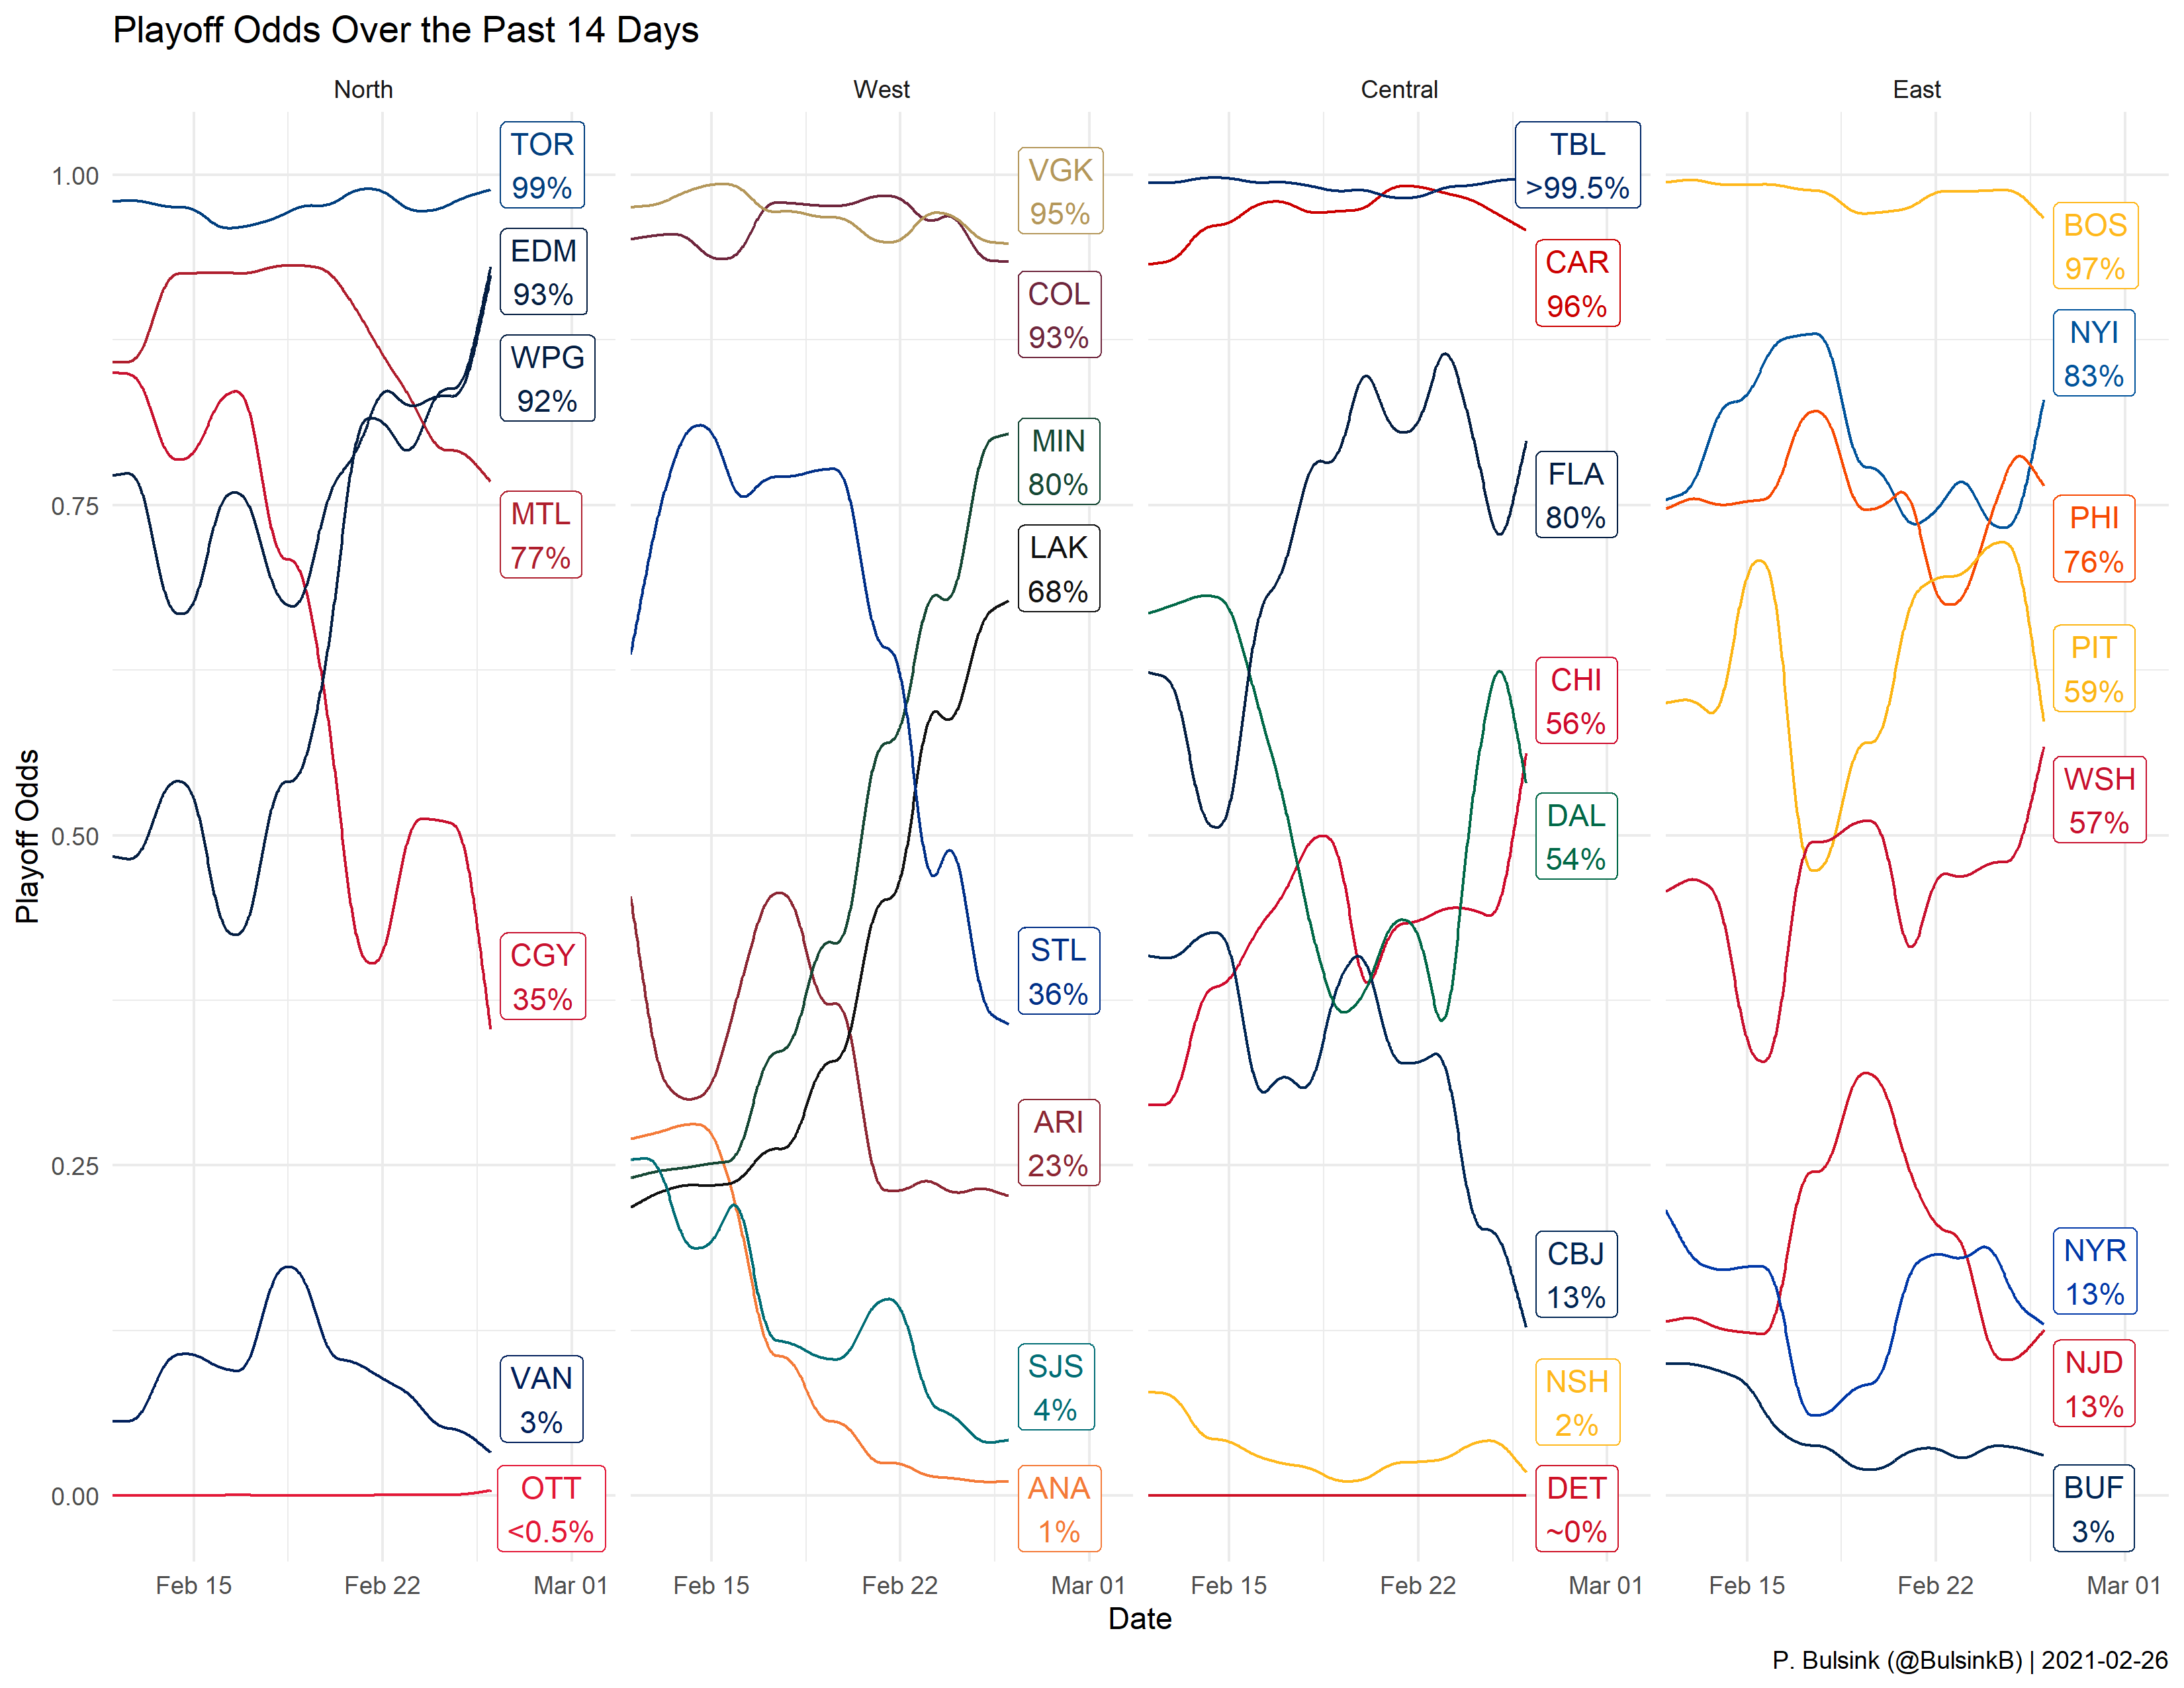 Playoff Odds Over the Past 14 Days
North
West
Central
East
Playoff Odds
1.00
0.75
0.50
0.25
0.00
TOR
99%
EDM
93%
WPG
92%
MTL
77%
CGY
35%
VAN
3%
OTT
<0.5%
VGK
95%
COL
93%
MIN
80%
LAK
68%
STL
36%
ARI
23%
SJS
4%
ANA
1%
TBL
>99.5%
CAR
96%
FLA
80%
CHI
56%
DAL
54%
CBJ
13%
NSH
2%
DET
~0%
BOS
97%
NYI
83%
PHI
76%
PIT
59%
WSH
57%
NYR
13%
NJD
13%
BUF
3%
Feb 15
Feb 22
Mar 01
Feb 15
Feb 22
Mar 01
Feb 15
Feb 22
Mar 01
Feb 15
Feb 22
Mar 01
Date
P. Bulsink (@BulsinkB) | 2021-02-26